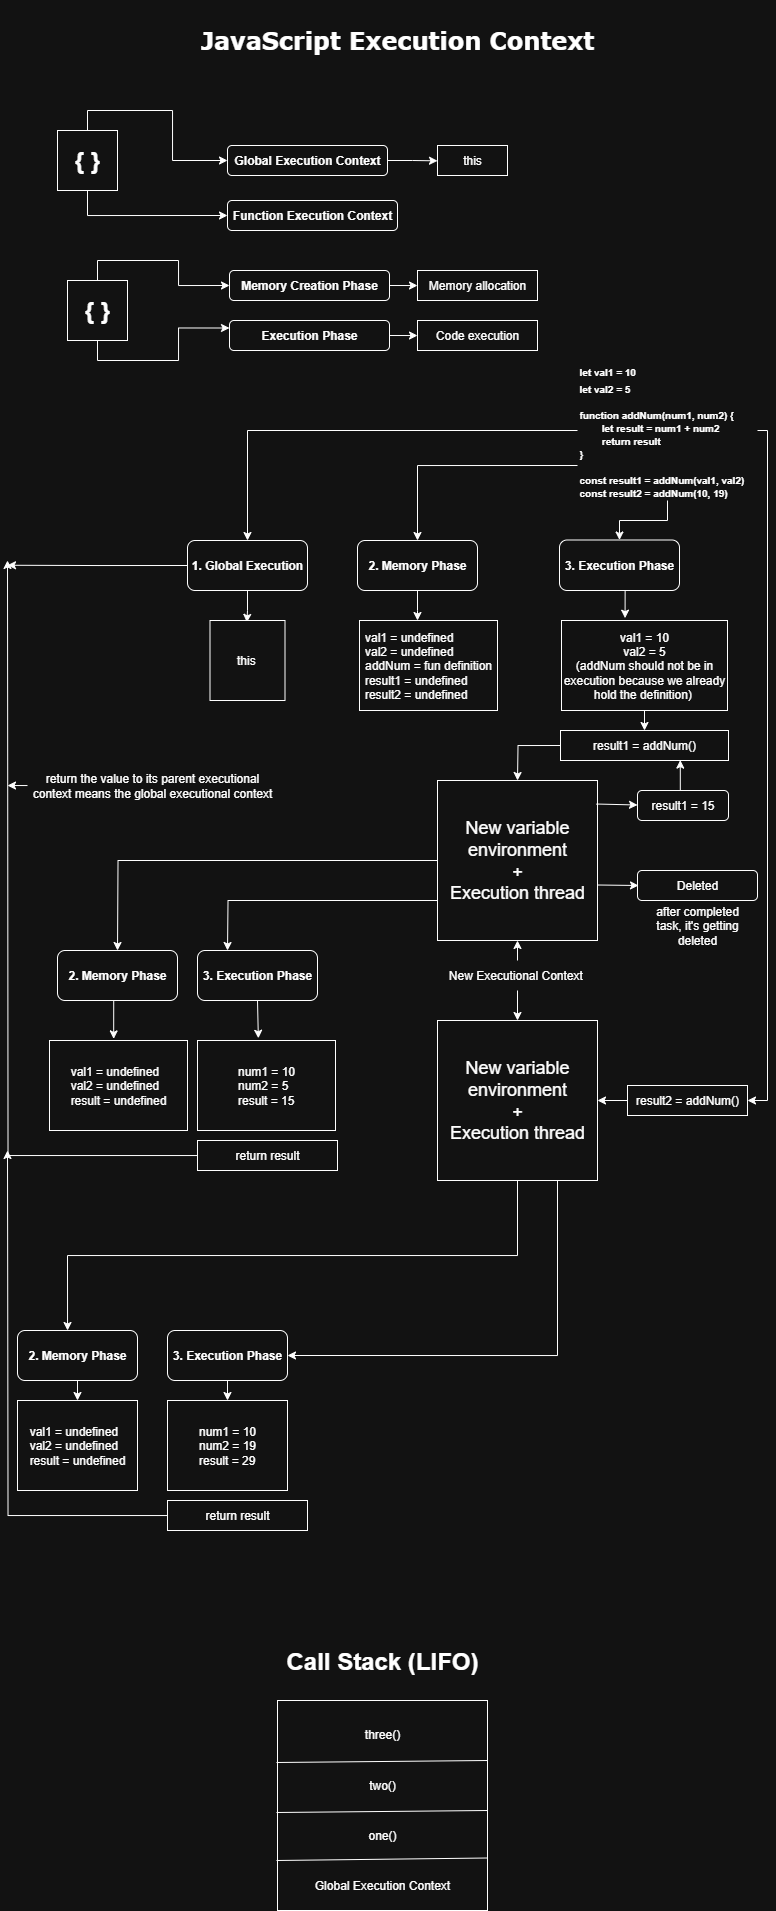 JavaScript Execution Context
{ }
Global Execution Context
this
Function Execution Context
{ }
Memory Creation Phase
Memory allocation
Execution Phase
Code execution
let val1 = 10
let val2 = 5
function addNum(num1, num2) {
let result = num1 + num2
return result
}
const result1 = addNum(val1, val2)
const result2 = addNum(10, 19)
1. Global Execution
2. Memory Phase
3. Execution Phase
this
val1 = undefined
val2 = undefined
addNum = fun definition
result1 = undefined
result2 = undefined
val1 = 10
val2 = 5
(addNum should not be in
execution because we already
hold the definition)
result1 = addNum()
return the value to its parent executional
context means the global executional context
result1 = 15
New variable
environment
+
Execution thread
Deleted
after completed
task, it's getting
deleted
2. Memory Phase
3. Execution Phase
New Executional Context
val1 = undefined
val2 = undefined
result = undefined
num1 = 10
num2 = 5
result = 15
New variable
environment
+
Execution thread
result2 = addNum()
return result
2. Memory Phase
3. Execution Phase
val1 = undefined
val2 = undefined
result = undefined
num1 = 10
num2 = 19
result = 29
return result
Call Stack (LIFO)
three()
two()
one()
Global Execution Context